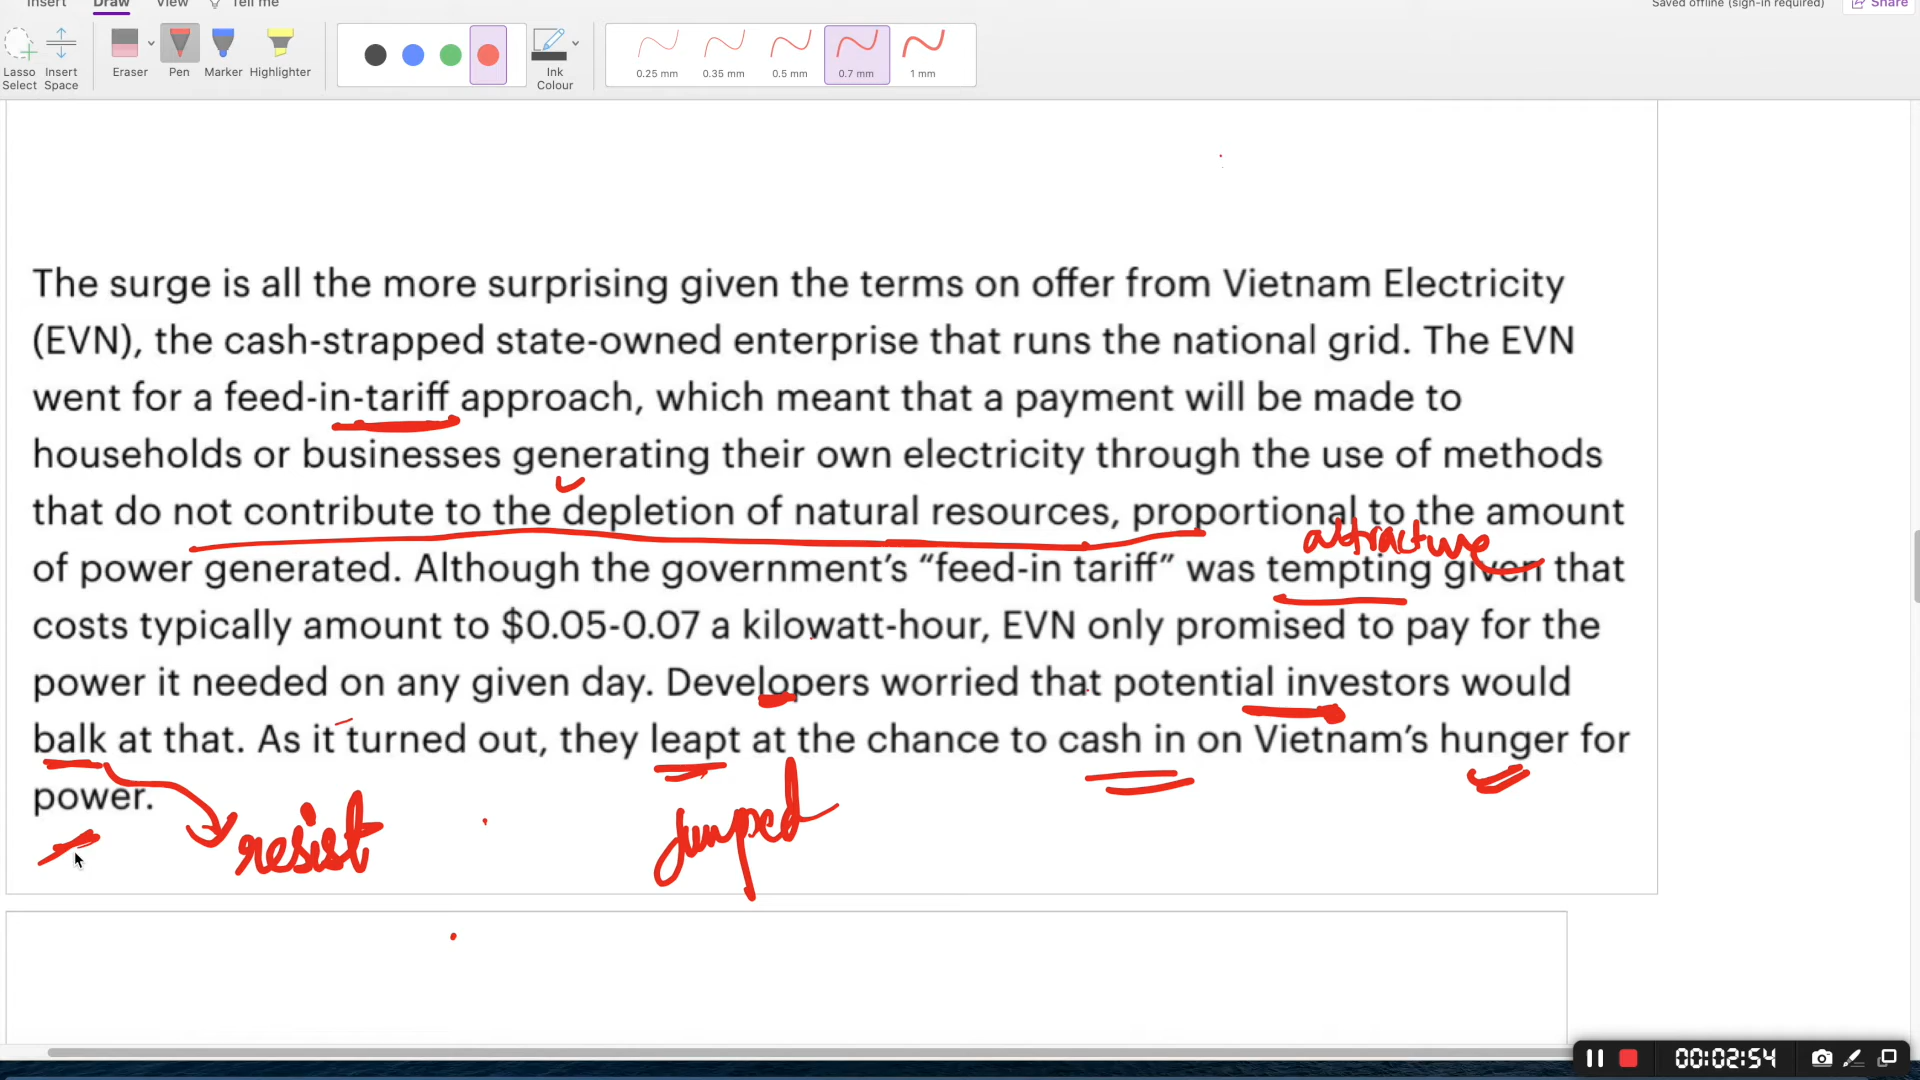 Insert Draw View Tell me Saved offline (sign-in required) Share
Lasso Select Insert Space Eraser Pen Marker Highlighter Ink Colour 0.25 mm 0.35 mm 0.5 mm 0.7 mm 1 mm
The surge is all the more surprising given the terms on offer from Vietnam Electricity
(EVN), the cash-strapped state-owned enterprise that runs the national grid. The EVN
went for a feed-in-tariff approach, which meant that a payment will be made to
households or businesses generating their own electricity through the use of methods
that do not contribute to the depletion of natural resources, proportional to the amount
attractive
of power generated. Although the government's “feed-in tariff” was tempting given that
costs typically amount to $0.05-0.07 a kilowatt-hour, EVN only promised to pay for the
power it needed on any given day. Developers worried that potential investors would
balk at that. As it turned out, they leapt at the chance to cash in on Vietnam's hunger for
power.
resist
Jumped
00:02:54